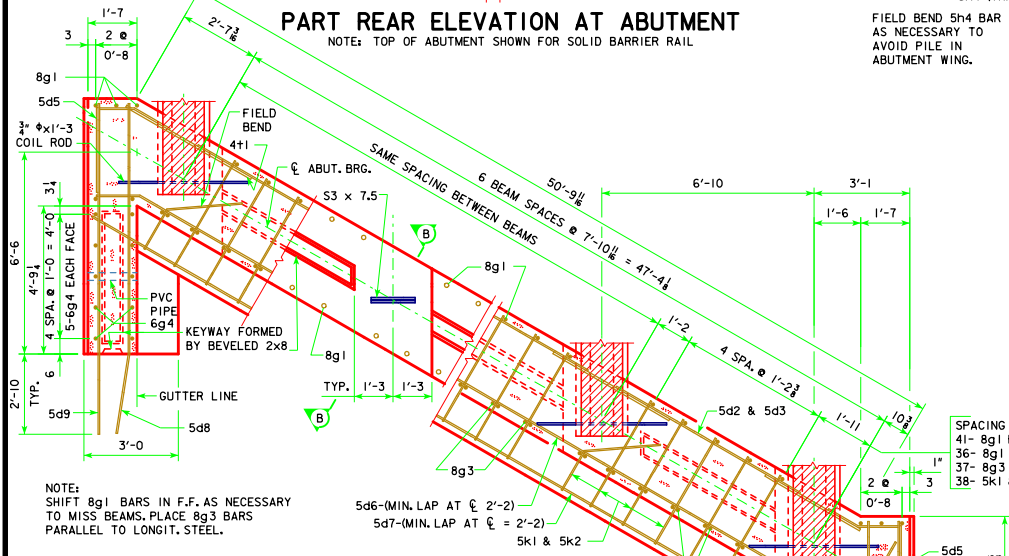 PART REAR ELEVATION AT ABUTMENT
NOTE: TOP OF ABUTMENT SHOWN FOR SOLID BARRIER RAIL
FIELD BEND 5h4 BAR
AS NECESSARY TO
AVOID PILE IN
ABUTMENT WING.
1'-7
3
2 @
0'-8
2'-7 3/16
8g1
5d5
3/4" ϕx1'-3
COIL ROD
FIELD
BEND
4t1
℄ ABUT. BRG.
S3 x 7.5
SAME SPACING BETWEEN BEAMS
6 BEAM SPACES @ 7'-10 11/16 = 47'-4 1/8
50'-9 9/16
6'-10
3'-1
1'-6
1'-7
B
8g1
6'-6
4'-9 1/4
3 1/4
4 SPA. @ 1'-0 = 4'-0
5-6g4 EACH FACE
6
2'-10
TYP.
PVC
PIPE
6g4
KEYWAY FORMED
BY BEVELED 2x8
8g1
TYP.
1'-3
1'-3
B
GUTTER LINE
5d9
5d8
3'-0
1'-2
4 SPA. @ 1'-2 3/8
1'-11
10 3/8
5d2 & 5d3
8g3
SPACING
41- 8g1
36- 8g1
37- 8g3
38- 5k1
1"
2 @
0'-8
3
5d5
NOTE:
SHIFT 8g1 BARS IN F.F. AS NECESSARY
TO MISS BEAMS. PLACE 8g3 BARS
PARALLEL TO LONGIT. STEEL.
5d6-(MIN. LAP AT ℄ 2'-2)
5d7-(MIN. LAP AT ℄ = 2'-2)
5k1 & 5k2